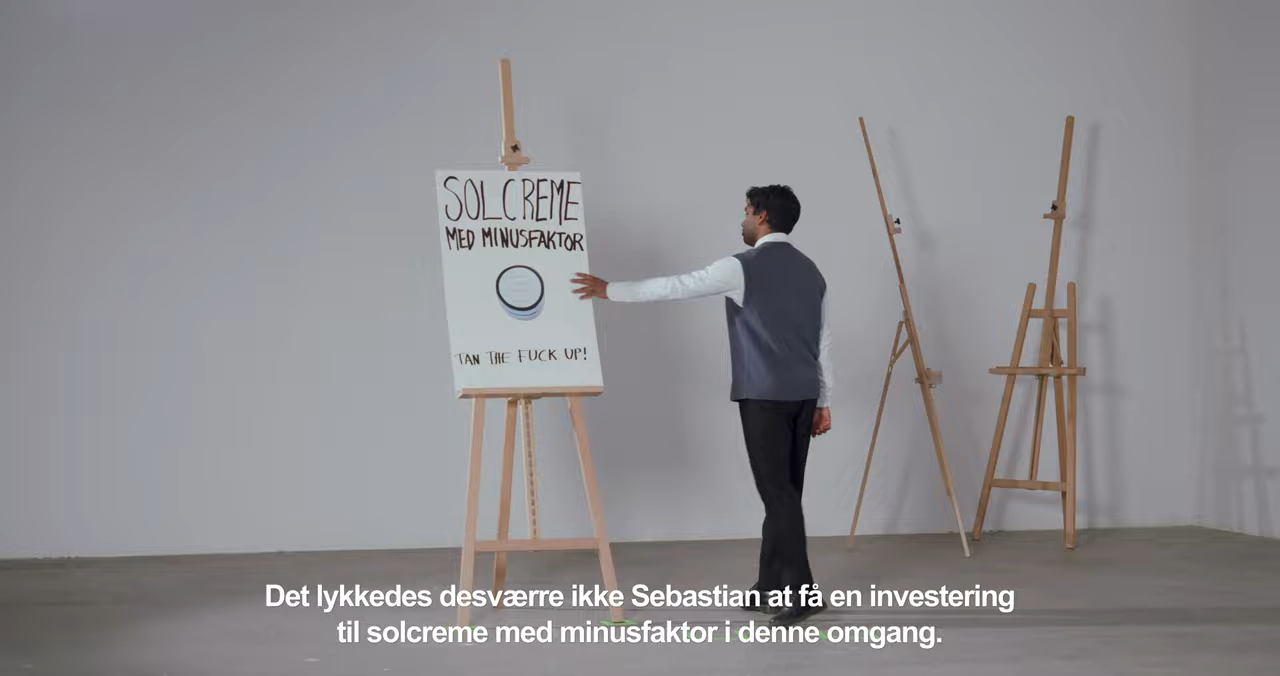 SOLCREME
MED MINUSFAKTOR
TAN THE FUCK UP!
Det lykkedes desværre ikke Sebastian at få en investering
til solcreme med minusfaktor i denne omgang.